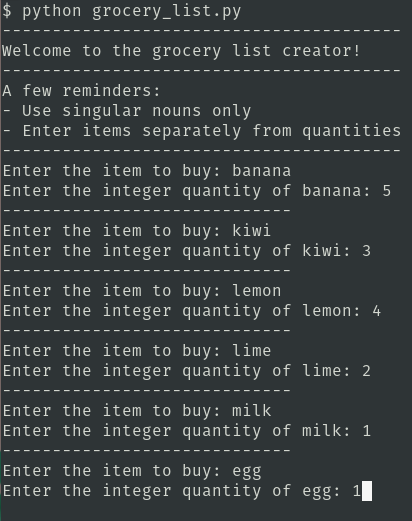 $ python grocery_list.py
----------------------------------------
Welcome to the grocery list creator!
----------------------------------------
A few reminders:
- Use singular nouns only
- Enter items separately from quantities
----------------------------------------
Enter the item to buy: banana
Enter the integer quantity of banana: 5
-----------------------------
Enter the item to buy: kiwi
Enter the integer quantity of kiwi: 3
-----------------------------
Enter the item to buy: lemon
Enter the integer quantity of lemon: 4
-----------------------------
Enter the item to buy: lime
Enter the integer quantity of lime: 2
-----------------------------
Enter the item to buy: milk
Enter the integer quantity of milk: 1
-----------------------------
Enter the item to buy: egg
Enter the integer quantity of egg: 1